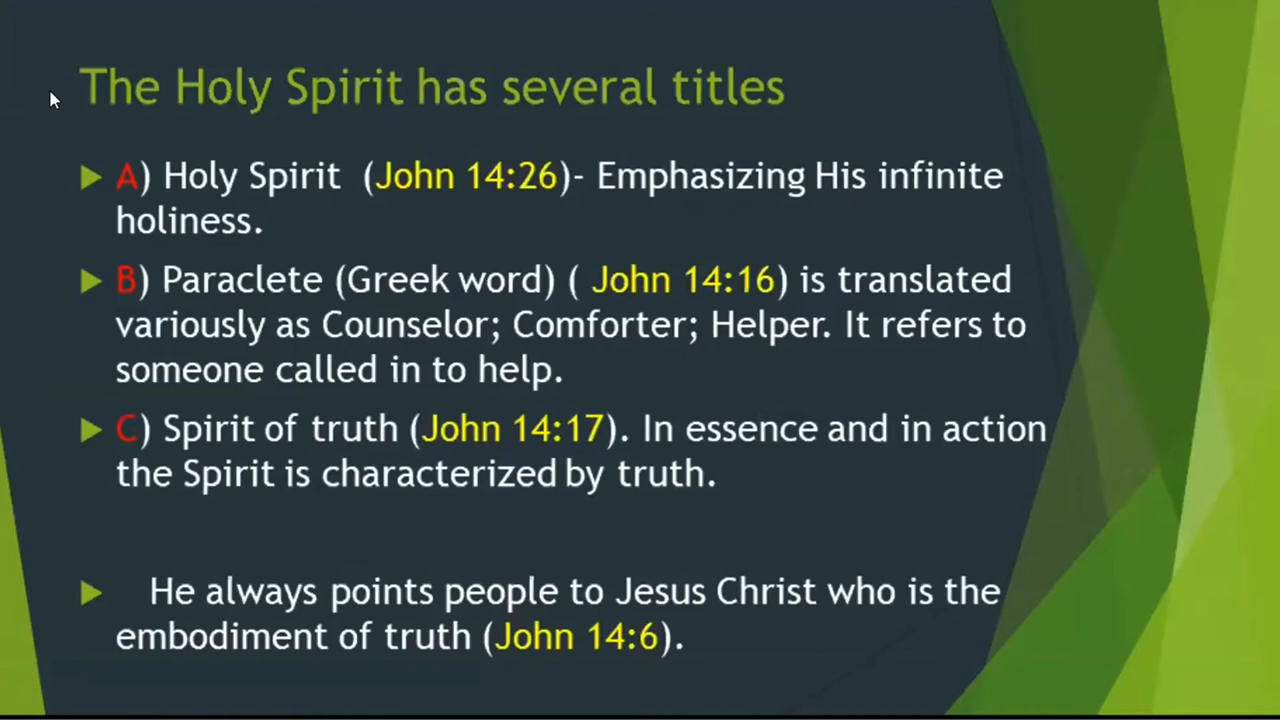 The Holy Spirit has several titles
A) Holy Spirit (John 14:26)- Emphasizing His infinite
holiness.
B) Paraclete (Greek word) ( John 14:16) is translated
variously as Counselor; Comforter; Helper. It refers to
someone called in to help.
C) Spirit of truth (John 14:17). In essence and in action
the Spirit is characterized by truth.
He always points people to Jesus Christ who is the
embodiment of truth (John 14:6).